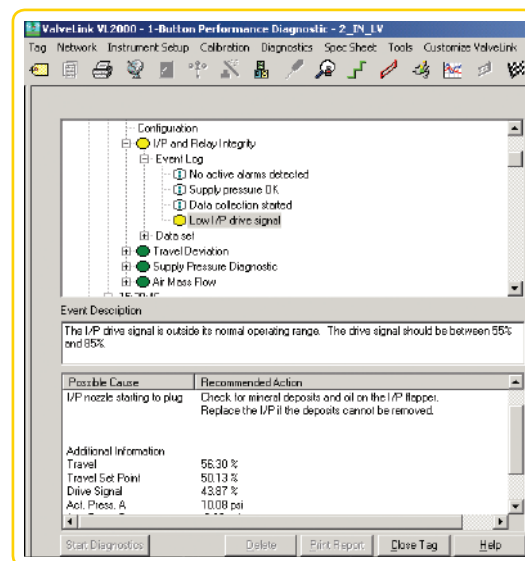 ValveLink VL2000 - 1-Button Performance Diagnostic - 2_IN_LV
Tag Network Instrument Setup Calibration Diagnostics Spec Sheet Tools Customize ValveLink
Configuration
I/P and Relay Integrity
Event Log
No active alarms detected
Supply pressure OK
Data collection started
Low I/P drive signal
Data set
Travel Deviation
Supply Pressure Diagnostic
Air Mass Flow
Event Description
The I/P drive signal is outside its normal operating range. The drive signal should be between 55%
and 85%.
Possible Cause Recommended Action
I/P nozzle starting to plug Check for mineral deposits and oil on the I/P flapper.
Replace the I/P if the deposits cannot be removed.
Additional Information
Travel 56.30 %
Travel Set Point 50.13 %
Drive Signal 43.87 %
Act. Press. A 10.08 psi
Start Diagnostics Delete Print Report Close Tag Help